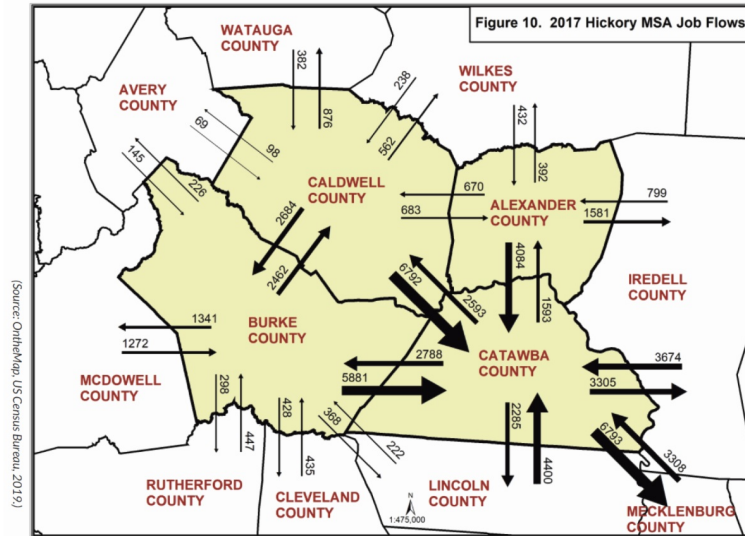 Figure 10. 2017 Hickory MSA Job Flows
WATAUGA
COUNTY
382
876
238
562
WILKES
COUNTY
AVERY
COUNTY
69
98
145
226
432
392
CALDWELL
COUNTY
670
683
ALEXANDER
COUNTY
799
1581
2684
2462
4084
1593
6792
2593
IREDELL
COUNTY
BURKE
COUNTY
1341
1272
CATAWBA
COUNTY
2788
5881
3674
3305
MCDOWELL
COUNTY
298
447
428
435
368
222
2285
4400
6793
3308
RUTHERFORD
COUNTY
CLEVELAND
COUNTY
LINCOLN
COUNTY
MECKLENBURG
COUNTY
N
1:475,000
(Source: OntheMap, US Census Bureau, 2019.)